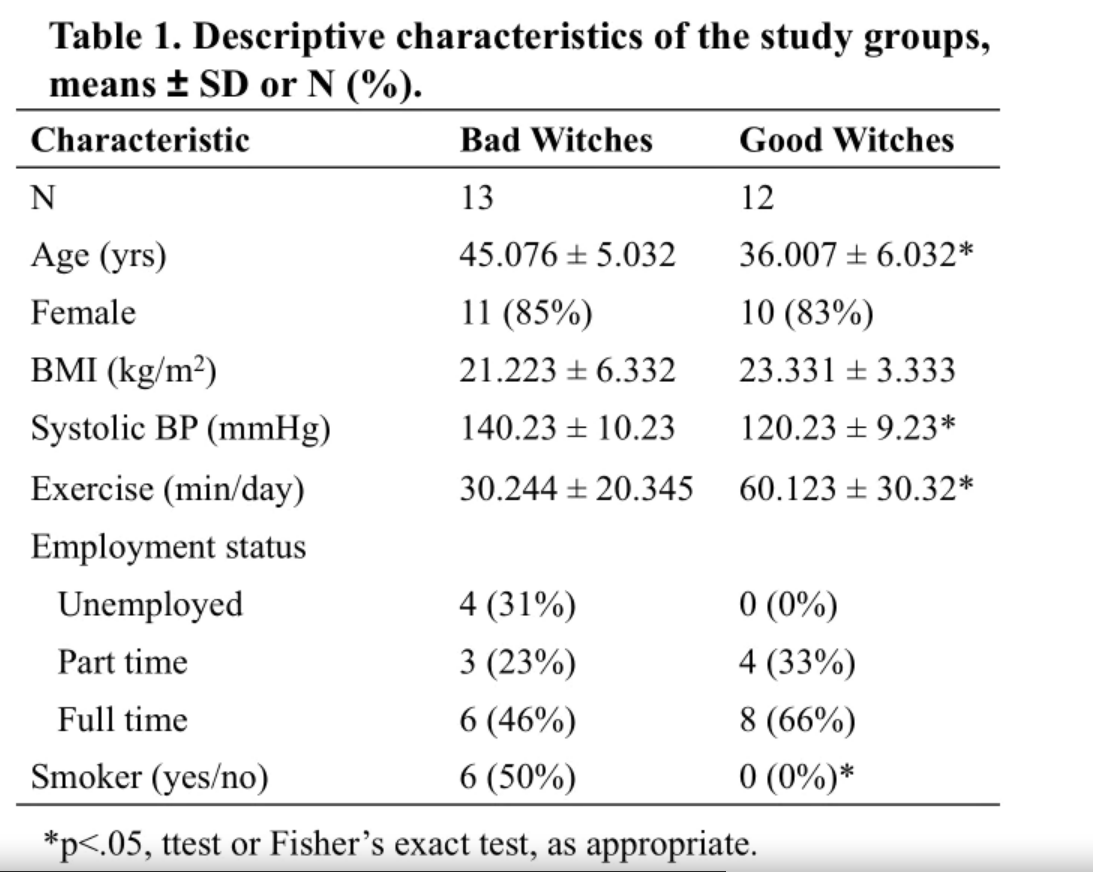 Table 1. Descriptive characteristics of the study groups,
means ± SD or N (%).
Characteristic Bad Witches Good Witches
N 13 12
Age (yrs) 45.076 ± 5.032 36.007 ± 6.032*
Female 11 (85%) 10 (83%)
BMI (kg/m²) 21.223 ± 6.332 23.331 ± 3.333
Systolic BP (mmHg) 140.23 ± 10.23 120.23 ± 9.23*
Exercise (min/day) 30.244 ± 20.345 60.123 ± 30.32*
Employment status
Unemployed 4 (31%) 0 (0%)
Part time 3 (23%) 4 (33%)
Full time 6 (46%) 8 (66%)
Smoker (yes/no) 6 (50%) 0 (0%)*
*p<.05, ttest or Fisher’s exact test, as appropriate.